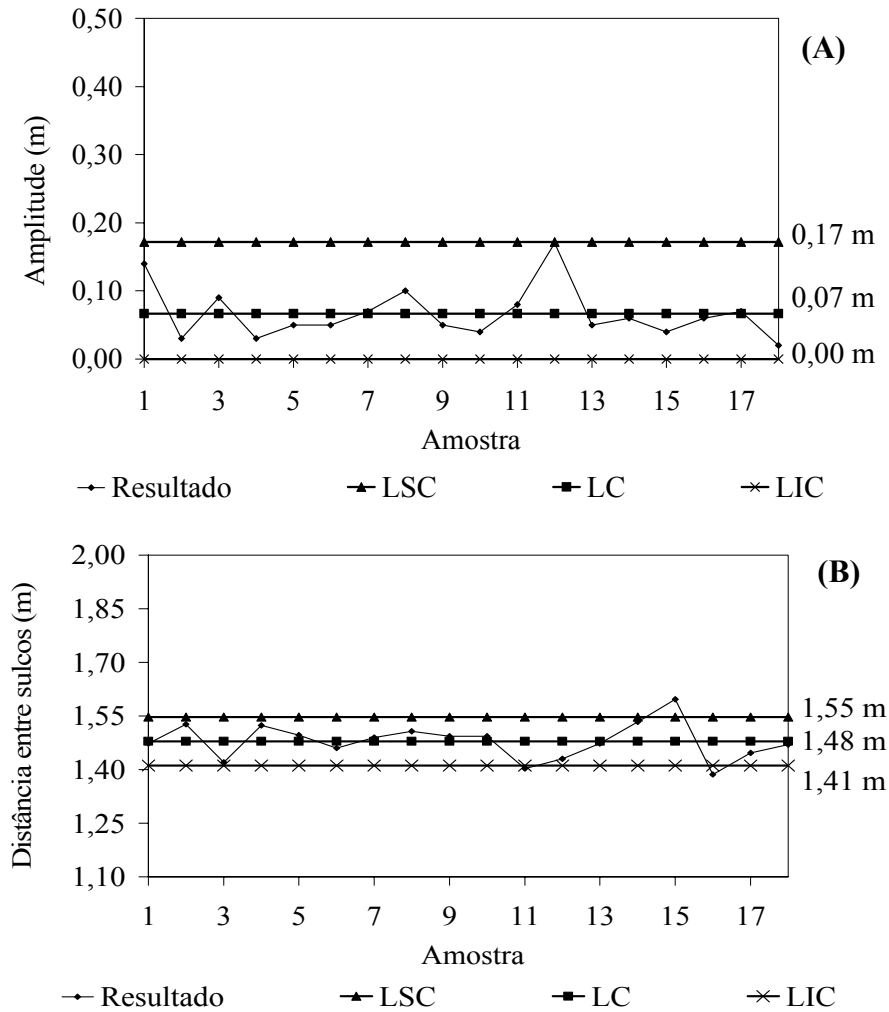 (A)
Amplitude (m)
0,50
0,40
0,30
0,20
0,10
0,00
0,17 m
0,07 m
0,00 m
1 3 5 7 9 11 13 15 17
Amostra
Resultado LSC LC LIC
(B)
Distância entre sulcos (m)
2,00
1,85
1,70
1,55
1,40
1,25
1,10
1,55 m
1,48 m
1,41 m
1 3 5 7 9 11 13 15 17
Amostra
Resultado LSC LC LIC